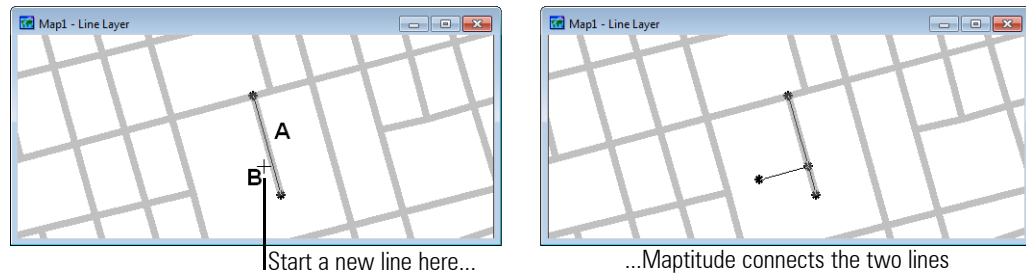 Map1 - Line Layer
A
B
Start a new line here...
Map1 - Line Layer
...Maptitude connects the two lines